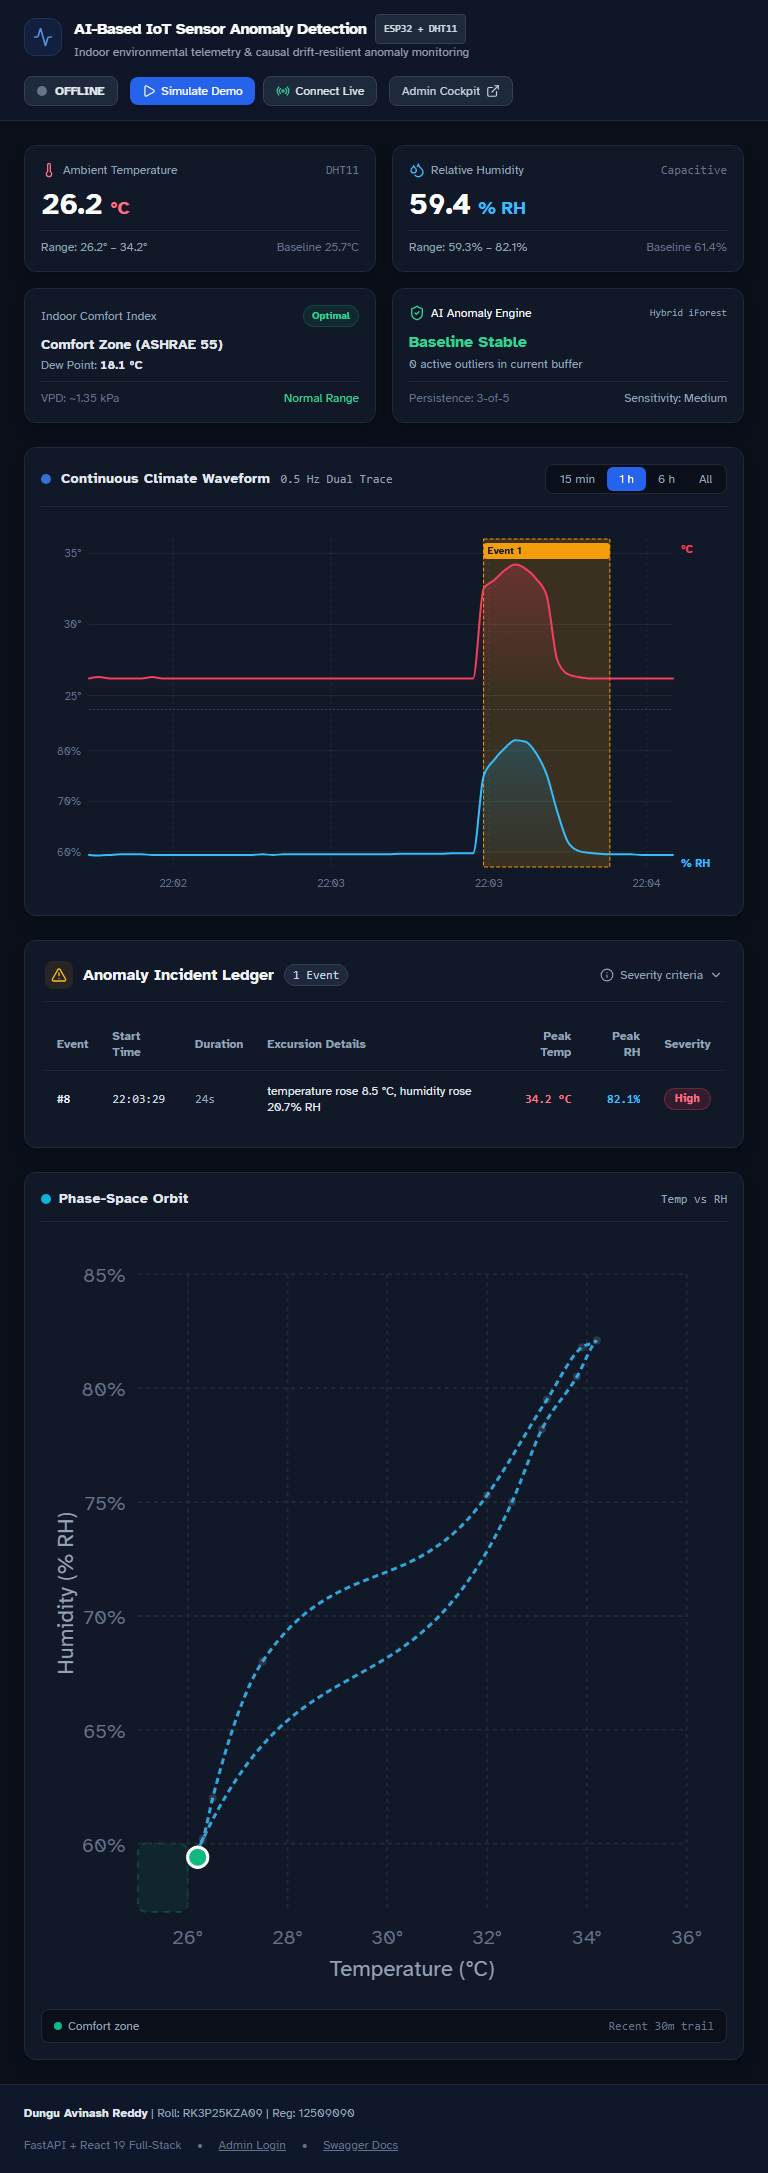 AI-Based IoT Sensor Anomaly Detection ESP32 + DHT11
Indoor environmental telemetry & causal drift-resilient anomaly monitoring
OFFLINE Simulate Demo Connect Live Admin Cockpit
Ambient Temperature DHT11
26.2 °C
Range: 26.2° – 34.2° Baseline 25.7°C
Relative Humidity Capacitive
59.4 % RH
Range: 59.3% – 82.1% Baseline 61.4%
Indoor Comfort Index Optimal
Comfort Zone (ASHRAE 55)
Dew Point: 18.1 °C
VPD: ~1.35 kPa Normal Range
AI Anomaly Engine Hybrid iForest
Baseline Stable
0 active outliers in current buffer
Persistence: 3-of-5 Sensitivity: Medium
Continuous Climate Waveform 0.5 Hz Dual Trace 15 min 1 h 6 h All
35°
30°
25°
80%
70%
60%
Event 1
°C
% RH
22:02 22:03 22:03 22:04
Anomaly Incident Ledger 1 Event Severity criteria
Event Start Time Duration Excursion Details Peak Temp Peak RH Severity
#8 22:03:29 24s temperature rose 8.5 °C, humidity rose 20.7% RH 34.2 °C 82.1% High
Phase-Space Orbit Temp vs RH
85%
80%
75%
70%
65%
60%
Humidity (% RH)
26° 28° 30° 32° 34° 36°
Temperature (°C)
Comfort zone Recent 30m trail
Dungu Avinash Reddy | Roll: RK3P25KZA09 | Reg: 12509090
FastAPI + React 19 Full-Stack • Admin Login • Swagger Docs